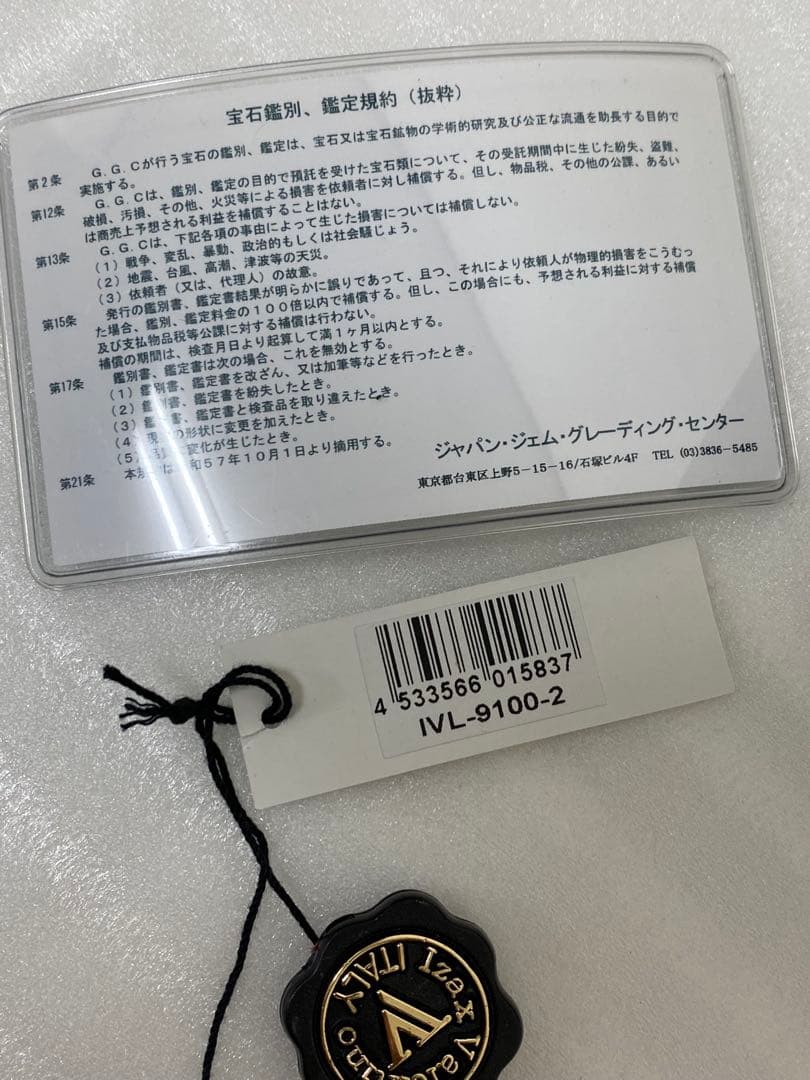 宝石鑑別、鑑定規約（抜粋）
第2条 G.G.Cが行う宝石の鑑別、鑑定は、宝石又は宝石鉱物の学術的研究及び公正な流通を助長する目的で
実施する。
第12条 G.G.Cは、鑑別、鑑定の目的で預託を受けた宝石類について、その受託期間中に生じた紛失、盗難、
破損、汚損、その他、火災等による損害を依頼者に対し補償する。但し、物品税、その他の公課、あるい
は商売上予想される利益を補償することはない。
第13条 G.G.Cは、下記各項の事由によって生じた損害については補償しない。
（1）戦争、変乱、暴動、政治的もしくは社会騒じょう。
（2）地震、台風、高潮、津波等の天災。
（3）依頼者（又は、代理人）の故意。
第15条 発行の鑑別書、鑑定書結果が明らかに誤りであって、且つ、それにより依頼人が物理的損害をこうむっ
た場合、鑑別、鑑定料金の100倍以内で補償する。但し、この場合にも、予想される利益に対する補償
及び支払物品税等公課に対する補償は行わない。
補償の期間は、検査月日より起算して満1ヶ月以内とする。
第17条 鑑別書、鑑定書は次の場合、これを無効とする。
（1）鑑別書、鑑定書を改ざん、又は加筆等などを行ったとき。
（2）鑑別書、鑑定書を紛失したとき。
（3）鑑別書、鑑定書と検査品を取り違えたとき。
（4）現 の形状に変更を加えたとき。
（5） 変化が生じたとき。
第21条 本規 は 和57年10月1日より摘用する。
ジャパン・ジェム・グレーディング・センター
東京都台東区上野5-15-16/石塚ビル4F TEL (03)3836-5485
4 533566 015837
IVL-9100-2
Izax Valentino
ITALY
V